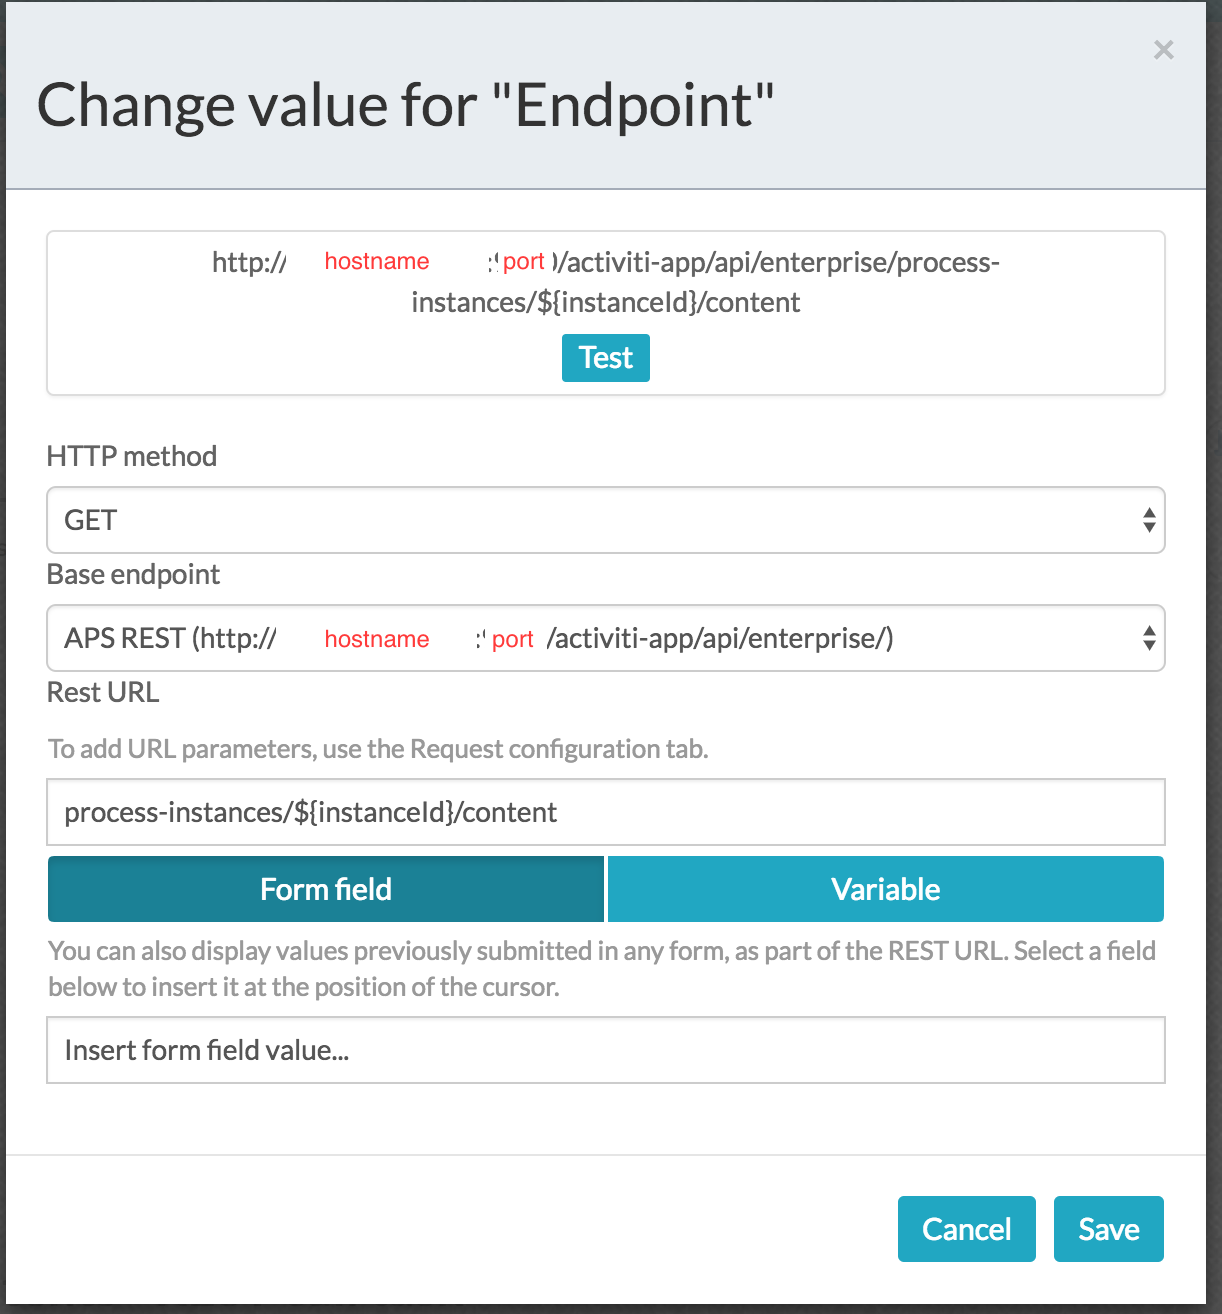 ×
Change value for "Endpoint"
http:// hostname : port )/activiti-app/api/enterprise/process-
instances/${instanceId}/content
Test
HTTP method
GET
Base endpoint
APS REST (http:// hostname : port /activiti-app/api/enterprise/)
Rest URL
To add URL parameters, use the Request configuration tab.
process-instances/${instanceId}/content
Form field Variable
You can also display values previously submitted in any form, as part of the REST URL. Select a field
below to insert it at the position of the cursor.
Insert form field value...
Cancel Save